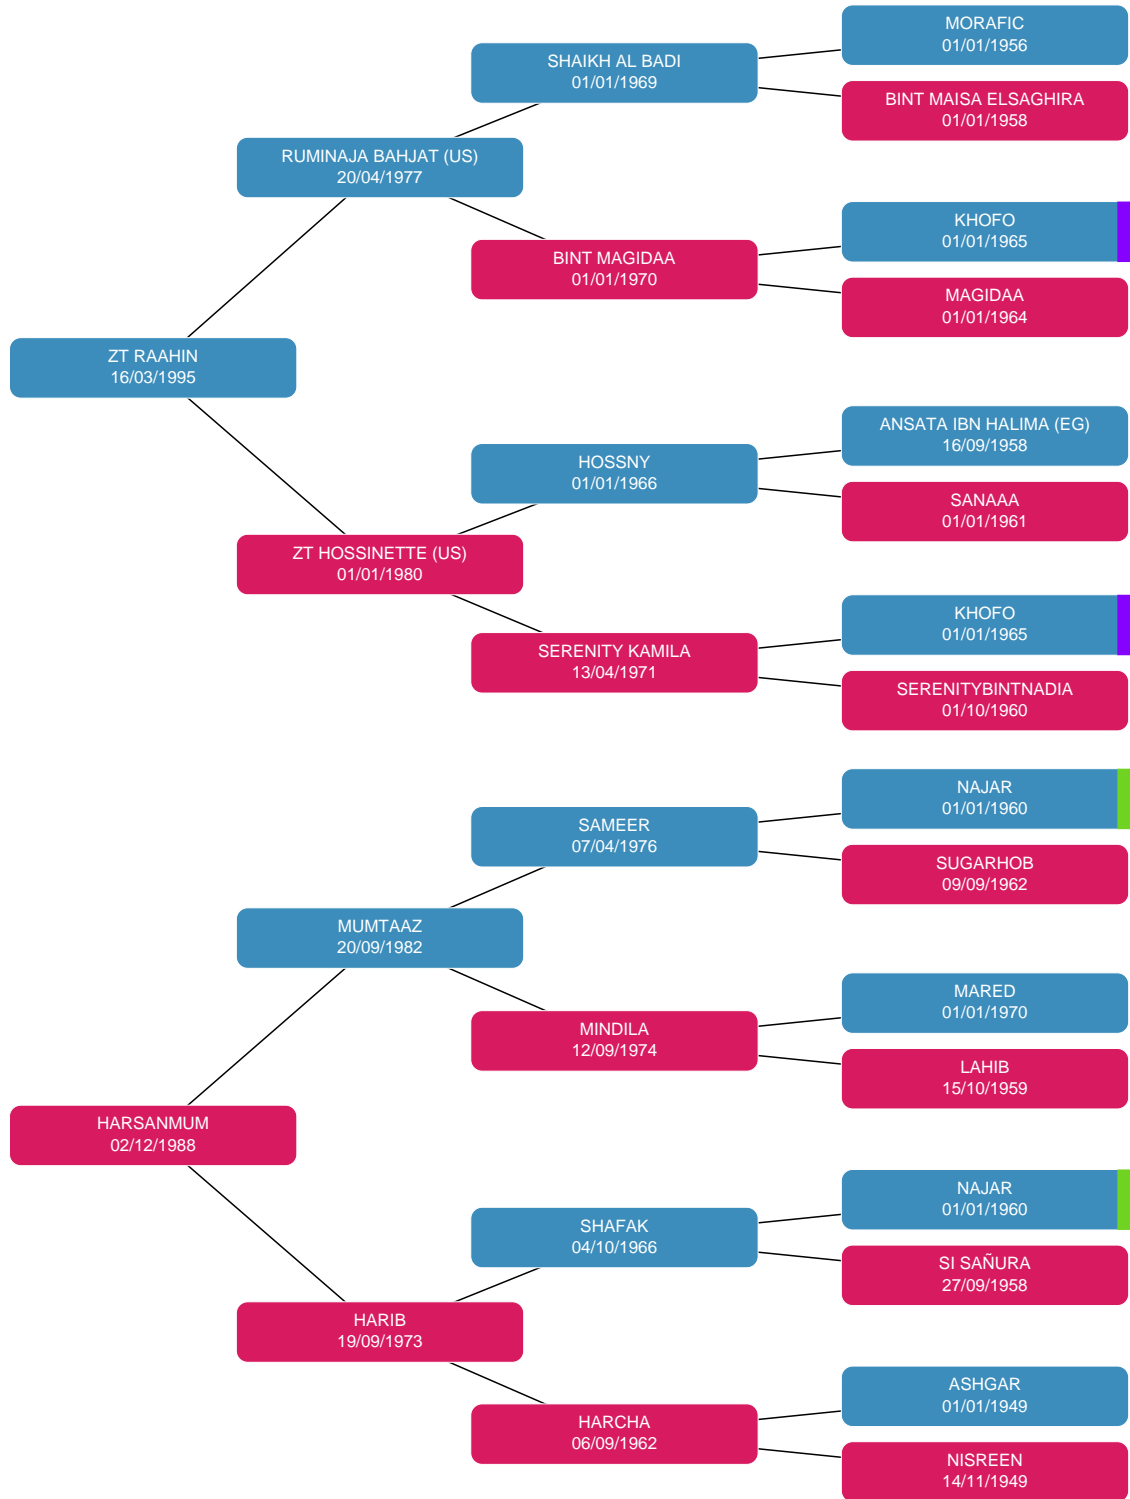 MORAFIC
01/01/1956
SHAIKH AL BADI
01/01/1969
BINT MAISA ELSAGHIRA
01/01/1958
RUMINAJA BAHJAT (US)
20/04/1977
KHOFO
01/01/1965
BINT MAGIDAA
01/01/1970
MAGIDAA
01/01/1964
ZT RAAHIN
16/03/1995
ANSATA IBN HALIMA (EG)
16/09/1958
HOSSNY
01/01/1966
SANAAA
01/01/1961
ZT HOSSINETTE (US)
01/01/1980
KHOFO
01/01/1965
SERENITY KAMILA
13/04/1971
SERENITYBINTNADIA
01/10/1960
NAJAR
01/01/1960
SAMEER
07/04/1976
SUGARHOB
09/09/1962
MUMTAAZ
20/09/1982
MARED
01/01/1970
MINDILA
12/09/1974
LAHIB
15/10/1959
HARSANMUM
02/12/1988
NAJAR
01/01/1960
SHAFAK
04/10/1966
SI SAÑURA
27/09/1958
HARIB
19/09/1973
ASHGAR
01/01/1949
HARCHA
06/09/1962
NISREEN
14/11/1949